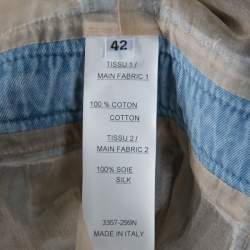 42
TISSU 1 /
MAIN FABRIC 1
100 % COTON
COTTON
TISSU 2 /
MAIN FABRIC 2
100% SOIE
SILK
3357-299N
MADE IN ITALY